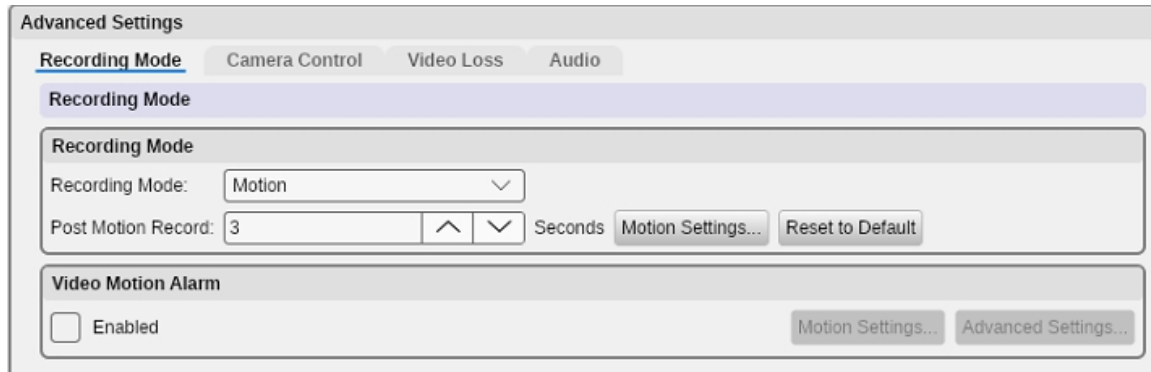 Advanced Settings
Recording Mode Camera Control Video Loss Audio
Recording Mode
Recording Mode
Recording Mode: Motion
Post Motion Record: 3 Seconds Motion Settings... Reset to Default
Video Motion Alarm
Enabled Motion Settings... Advanced Settings...